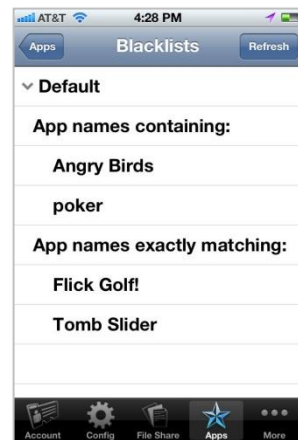 AT&T 4:28 PM
Apps Blacklists Refresh
Default
App names containing:
Angry Birds
poker
App names exactly matching:
Flick Golf!
Tomb Slider
Account Config File Share Apps More